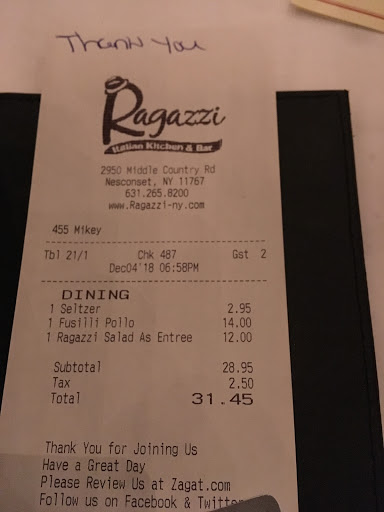 Thank You
Ragazzi
Italian Kitchen & Bar
2950 Middle Country Rd
Nesconset, NY 11767
631.265.8200
www.Ragazzi-ny.com
455 Mikey
Tbl 21/1 Chk 487 Gst 2
Dec04'18 06:58PM
DINING
1 Seltzer 2.95
1 Fusilli Pollo 14.00
1 Ragazzi Salad As Entree 12.00
Subtotal 28.95
Tax 2.50
Total 31.45
Thank You for Joining Us
Have a Great Day
Please Review Us at Zagat.com
Follow us on Facebook & Twitter